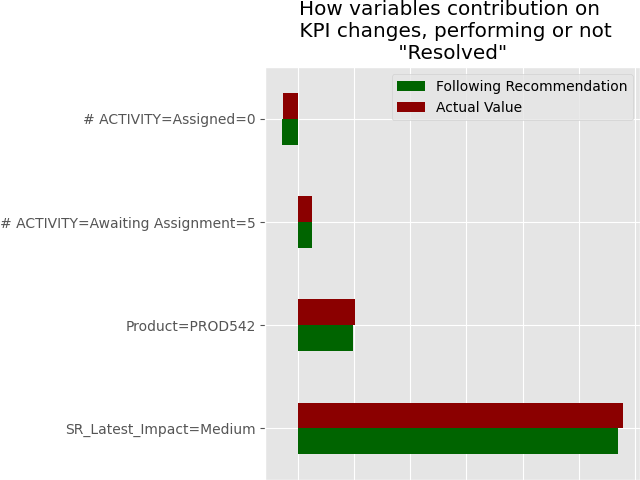 How variables contribution on
KPI changes, performing or not
"Resolved"
Following Recommendation
Actual Value
# ACTIVITY=Assigned=0
# ACTIVITY=Awaiting Assignment=5
Product=PROD542
SR_Latest_Impact=Medium